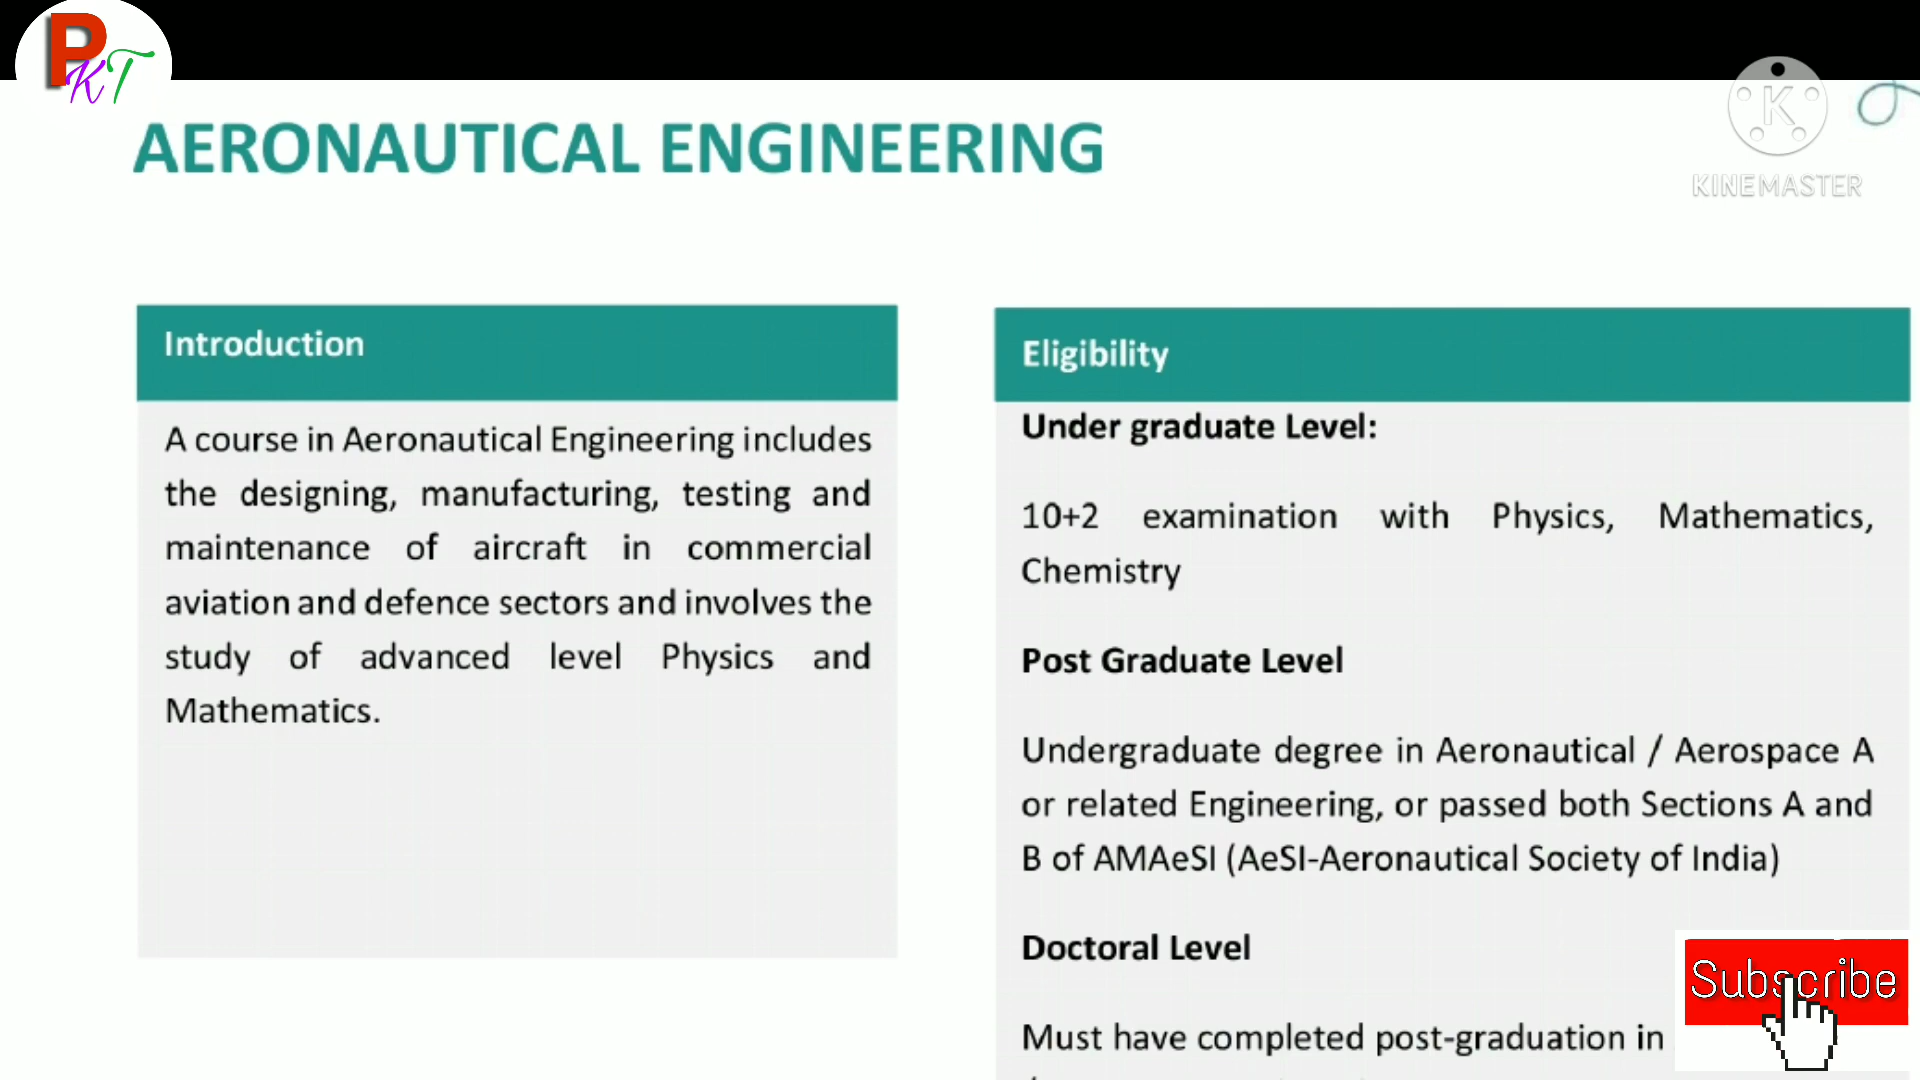 PKT
K
KINEMASTER
AERONAUTICAL ENGINEERING
Introduction
A course in Aeronautical Engineering includes
the designing, manufacturing, testing and
maintenance of aircraft in commercial
aviation and defence sectors and involves the
study of advanced level Physics and
Mathematics.
Eligibility
Under graduate Level:
10+2 examination with Physics, Mathematics,
Chemistry
Post Graduate Level
Undergraduate degree in Aeronautical / Aerospace A
or related Engineering, or passed both Sections A and
B of AMAeSI (AeSI-Aeronautical Society of India)
Doctoral Level
Must have completed post-graduation in
Subscribe